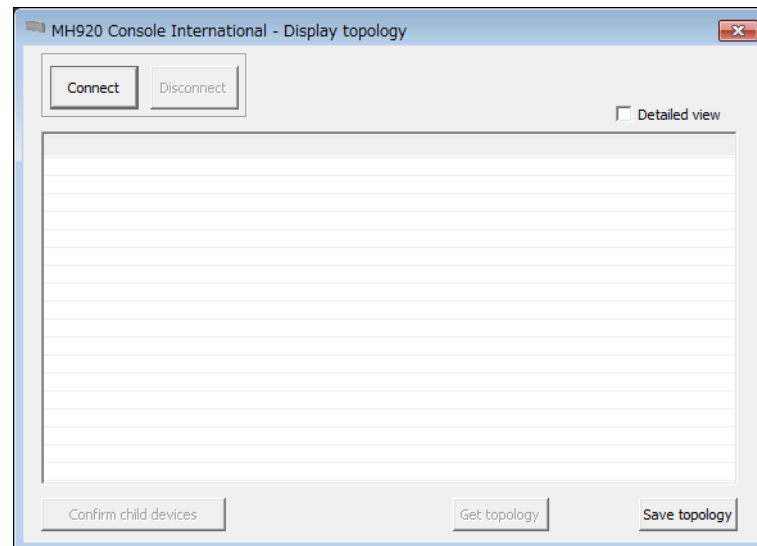 MH920 Console International - Display topology
Connect
Disconnect
Detailed view
Confirm child devices
Get topology
Save topology